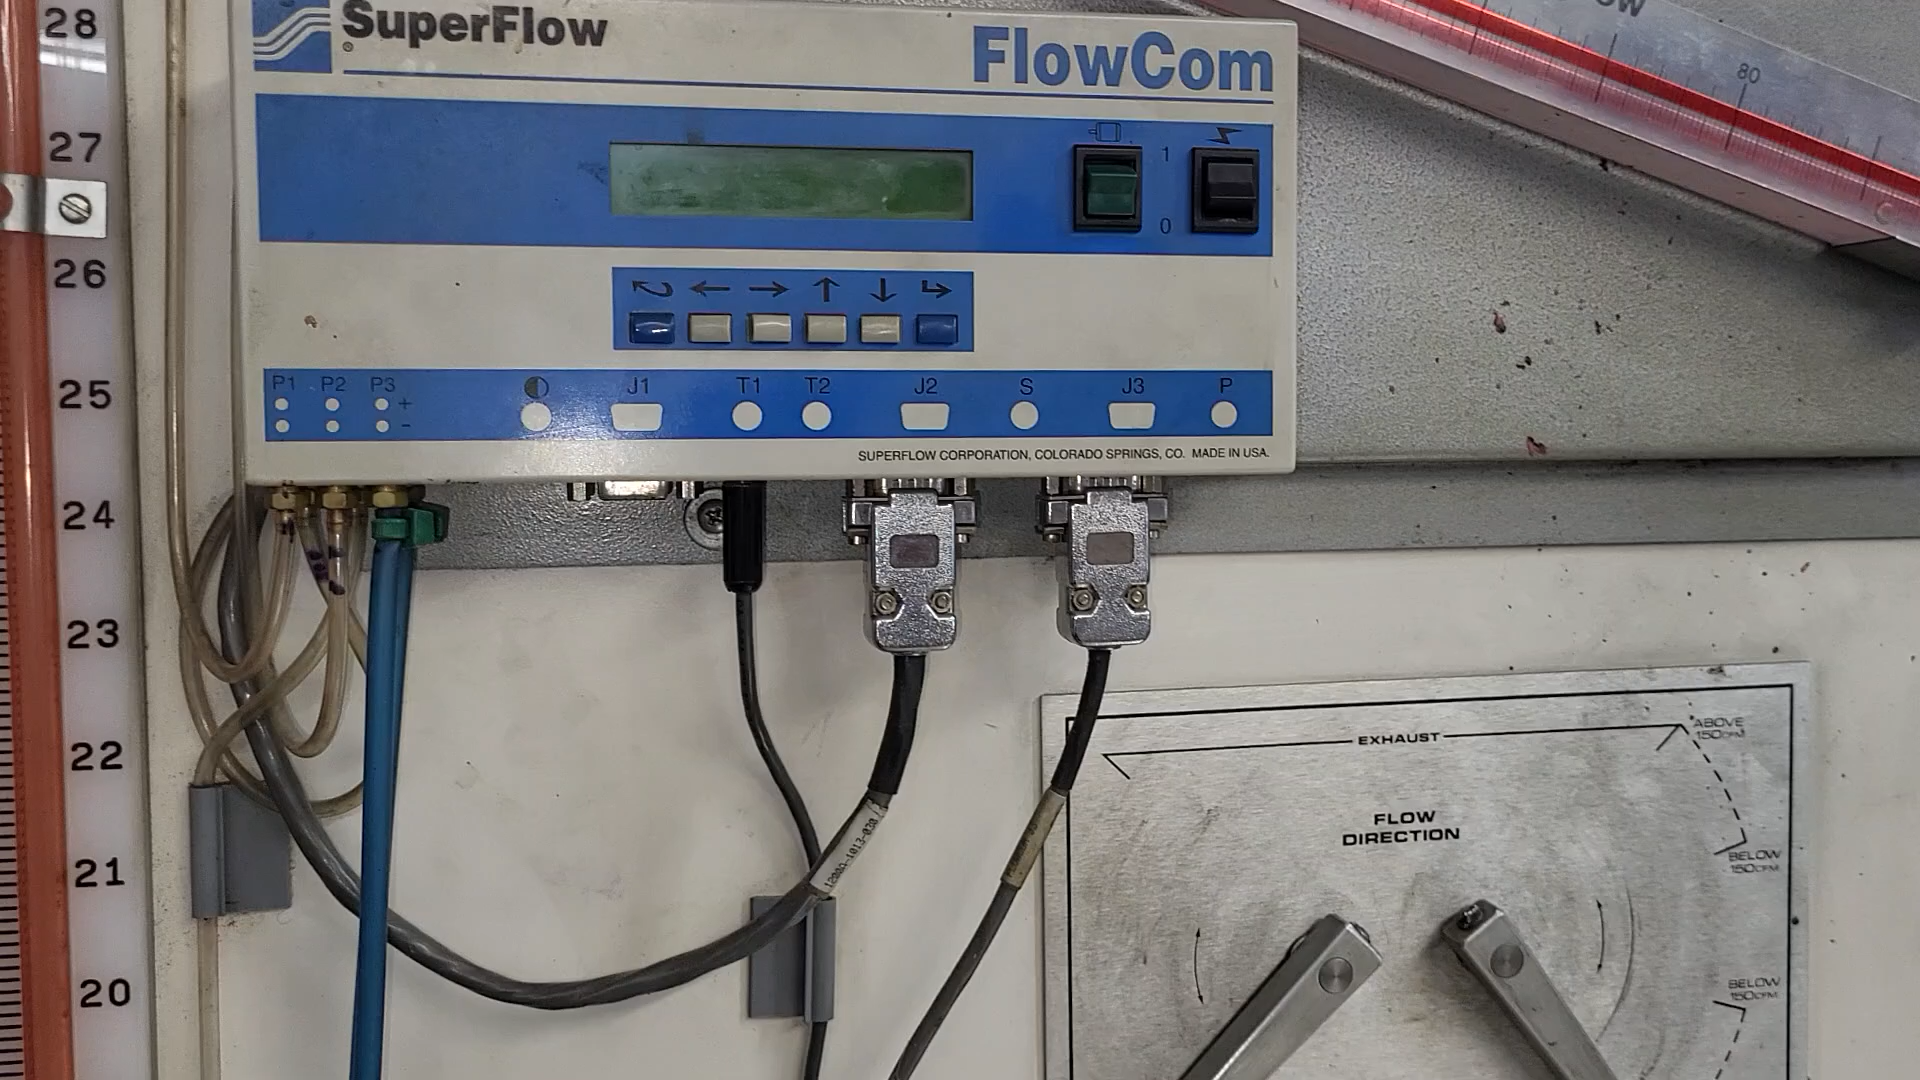 28
SuperFlow
®
FlowCom
80
27
1
0
26
25
P1 P2 P3 J1 T1 T2 J2 S J3 P
+
-
SUPERFLOW CORPORATION, COLORADO SPRINGS, CO. MADE IN USA.
24
23
22
EXHAUST
ABOVE
150CFM
FLOW
DIRECTION
BELOW
150CFM
21
20
BELOW
150CFM